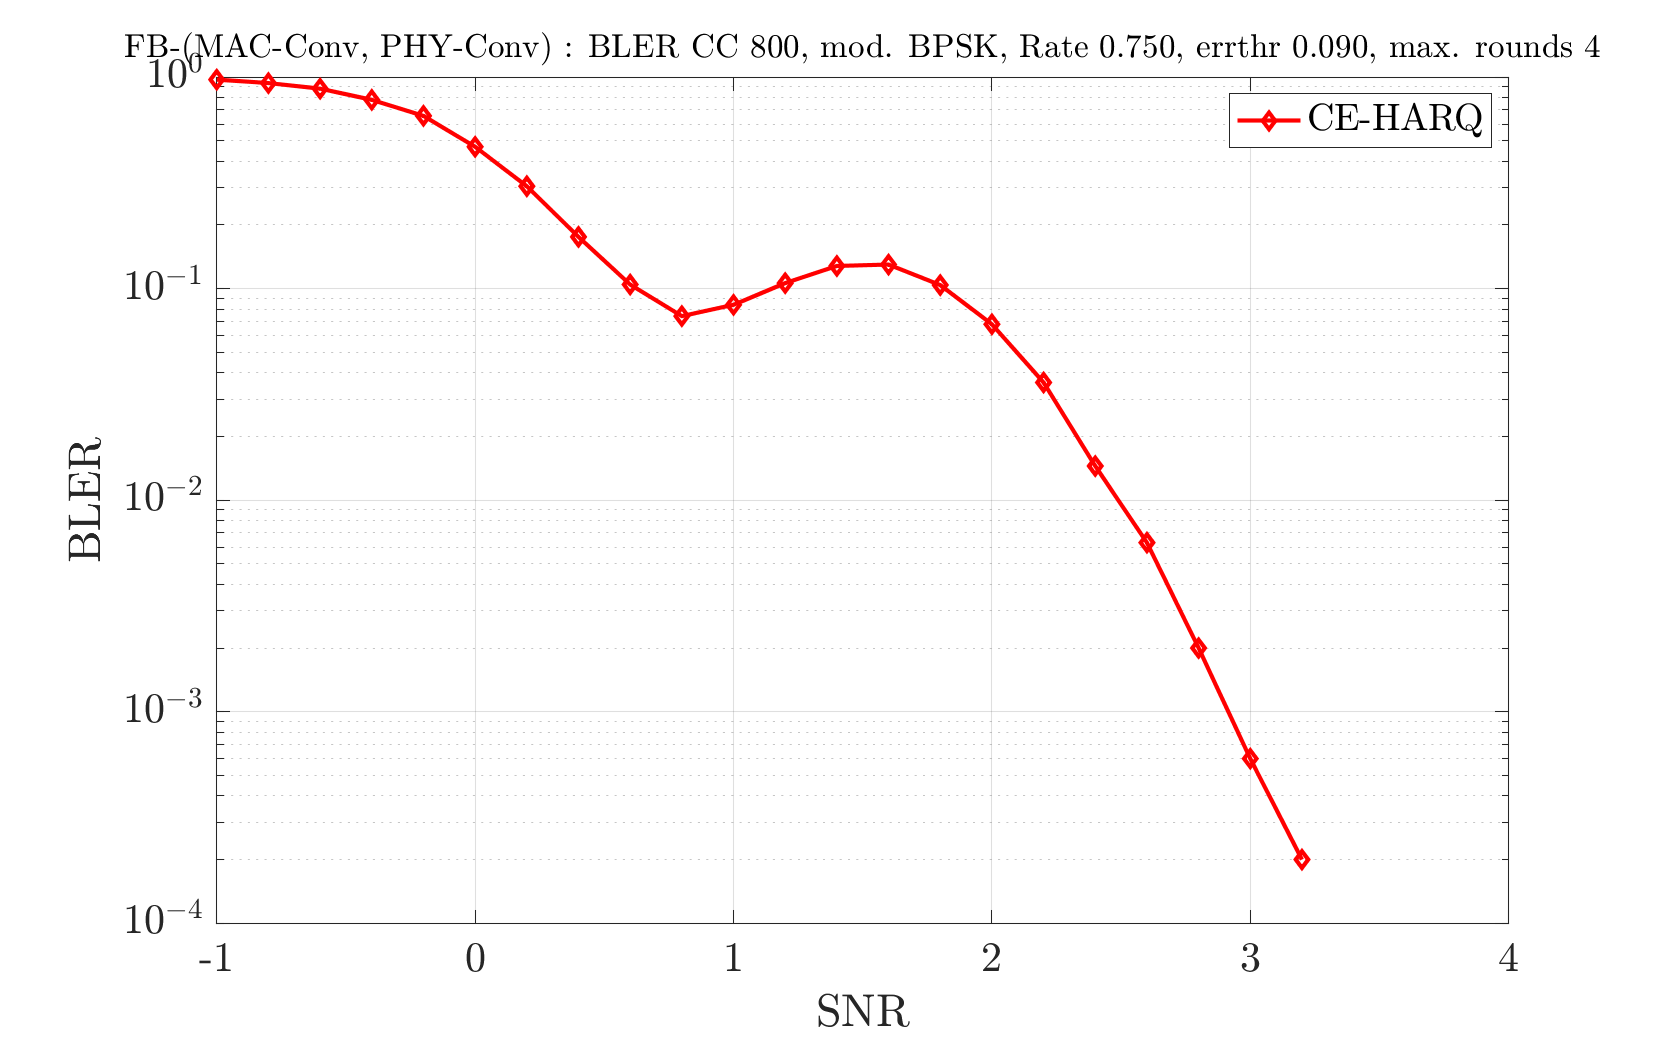 FB-(MAC-Conv, PHY-Conv) : BLER CC 800, mod. BPSK, Rate 0.750, errthr 0.090, max. rounds 4
10^0
CE-HARQ
10^−1
10^−2
10^−3
10^−4
BLER
-1 0 1 2 3 4
SNR